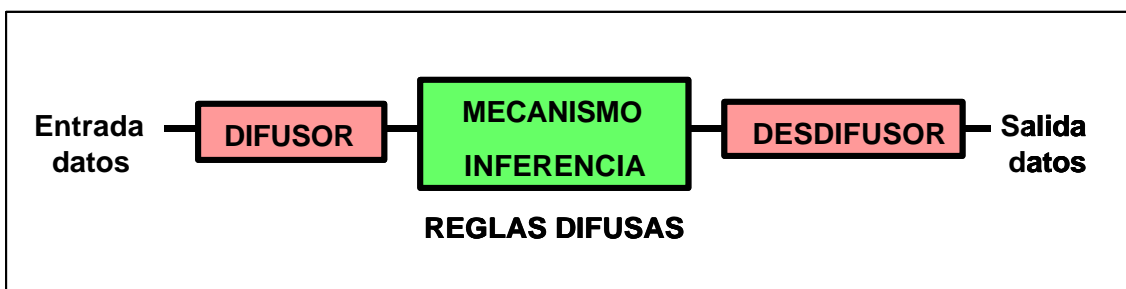 Entrada
datos
DIFUSOR
MECANISMO
INFERENCIA
DESDIFUSOR
Salida
datos
REGLAS DIFUSAS